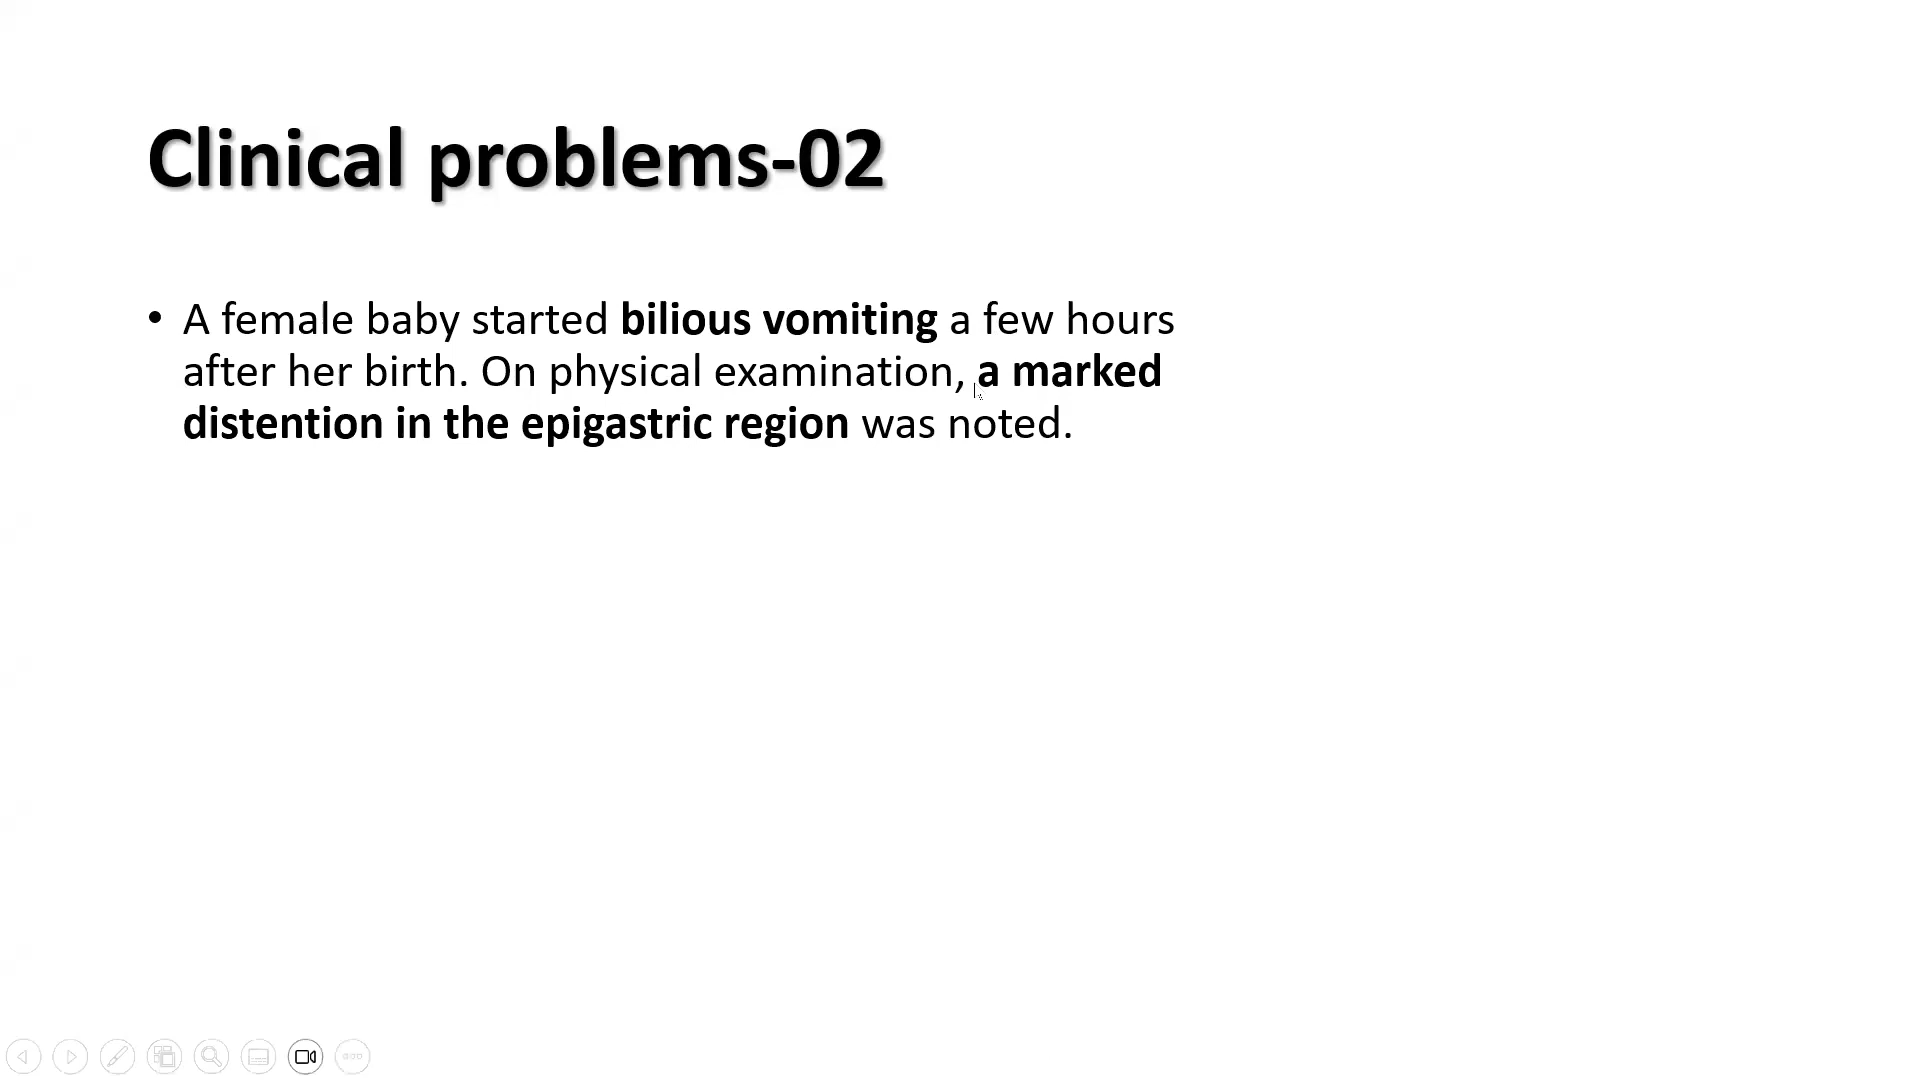 Clinical problems-02
• A female baby started bilious vomiting a few hours
after her birth. On physical examination, a marked
distention in the epigastric region was noted.